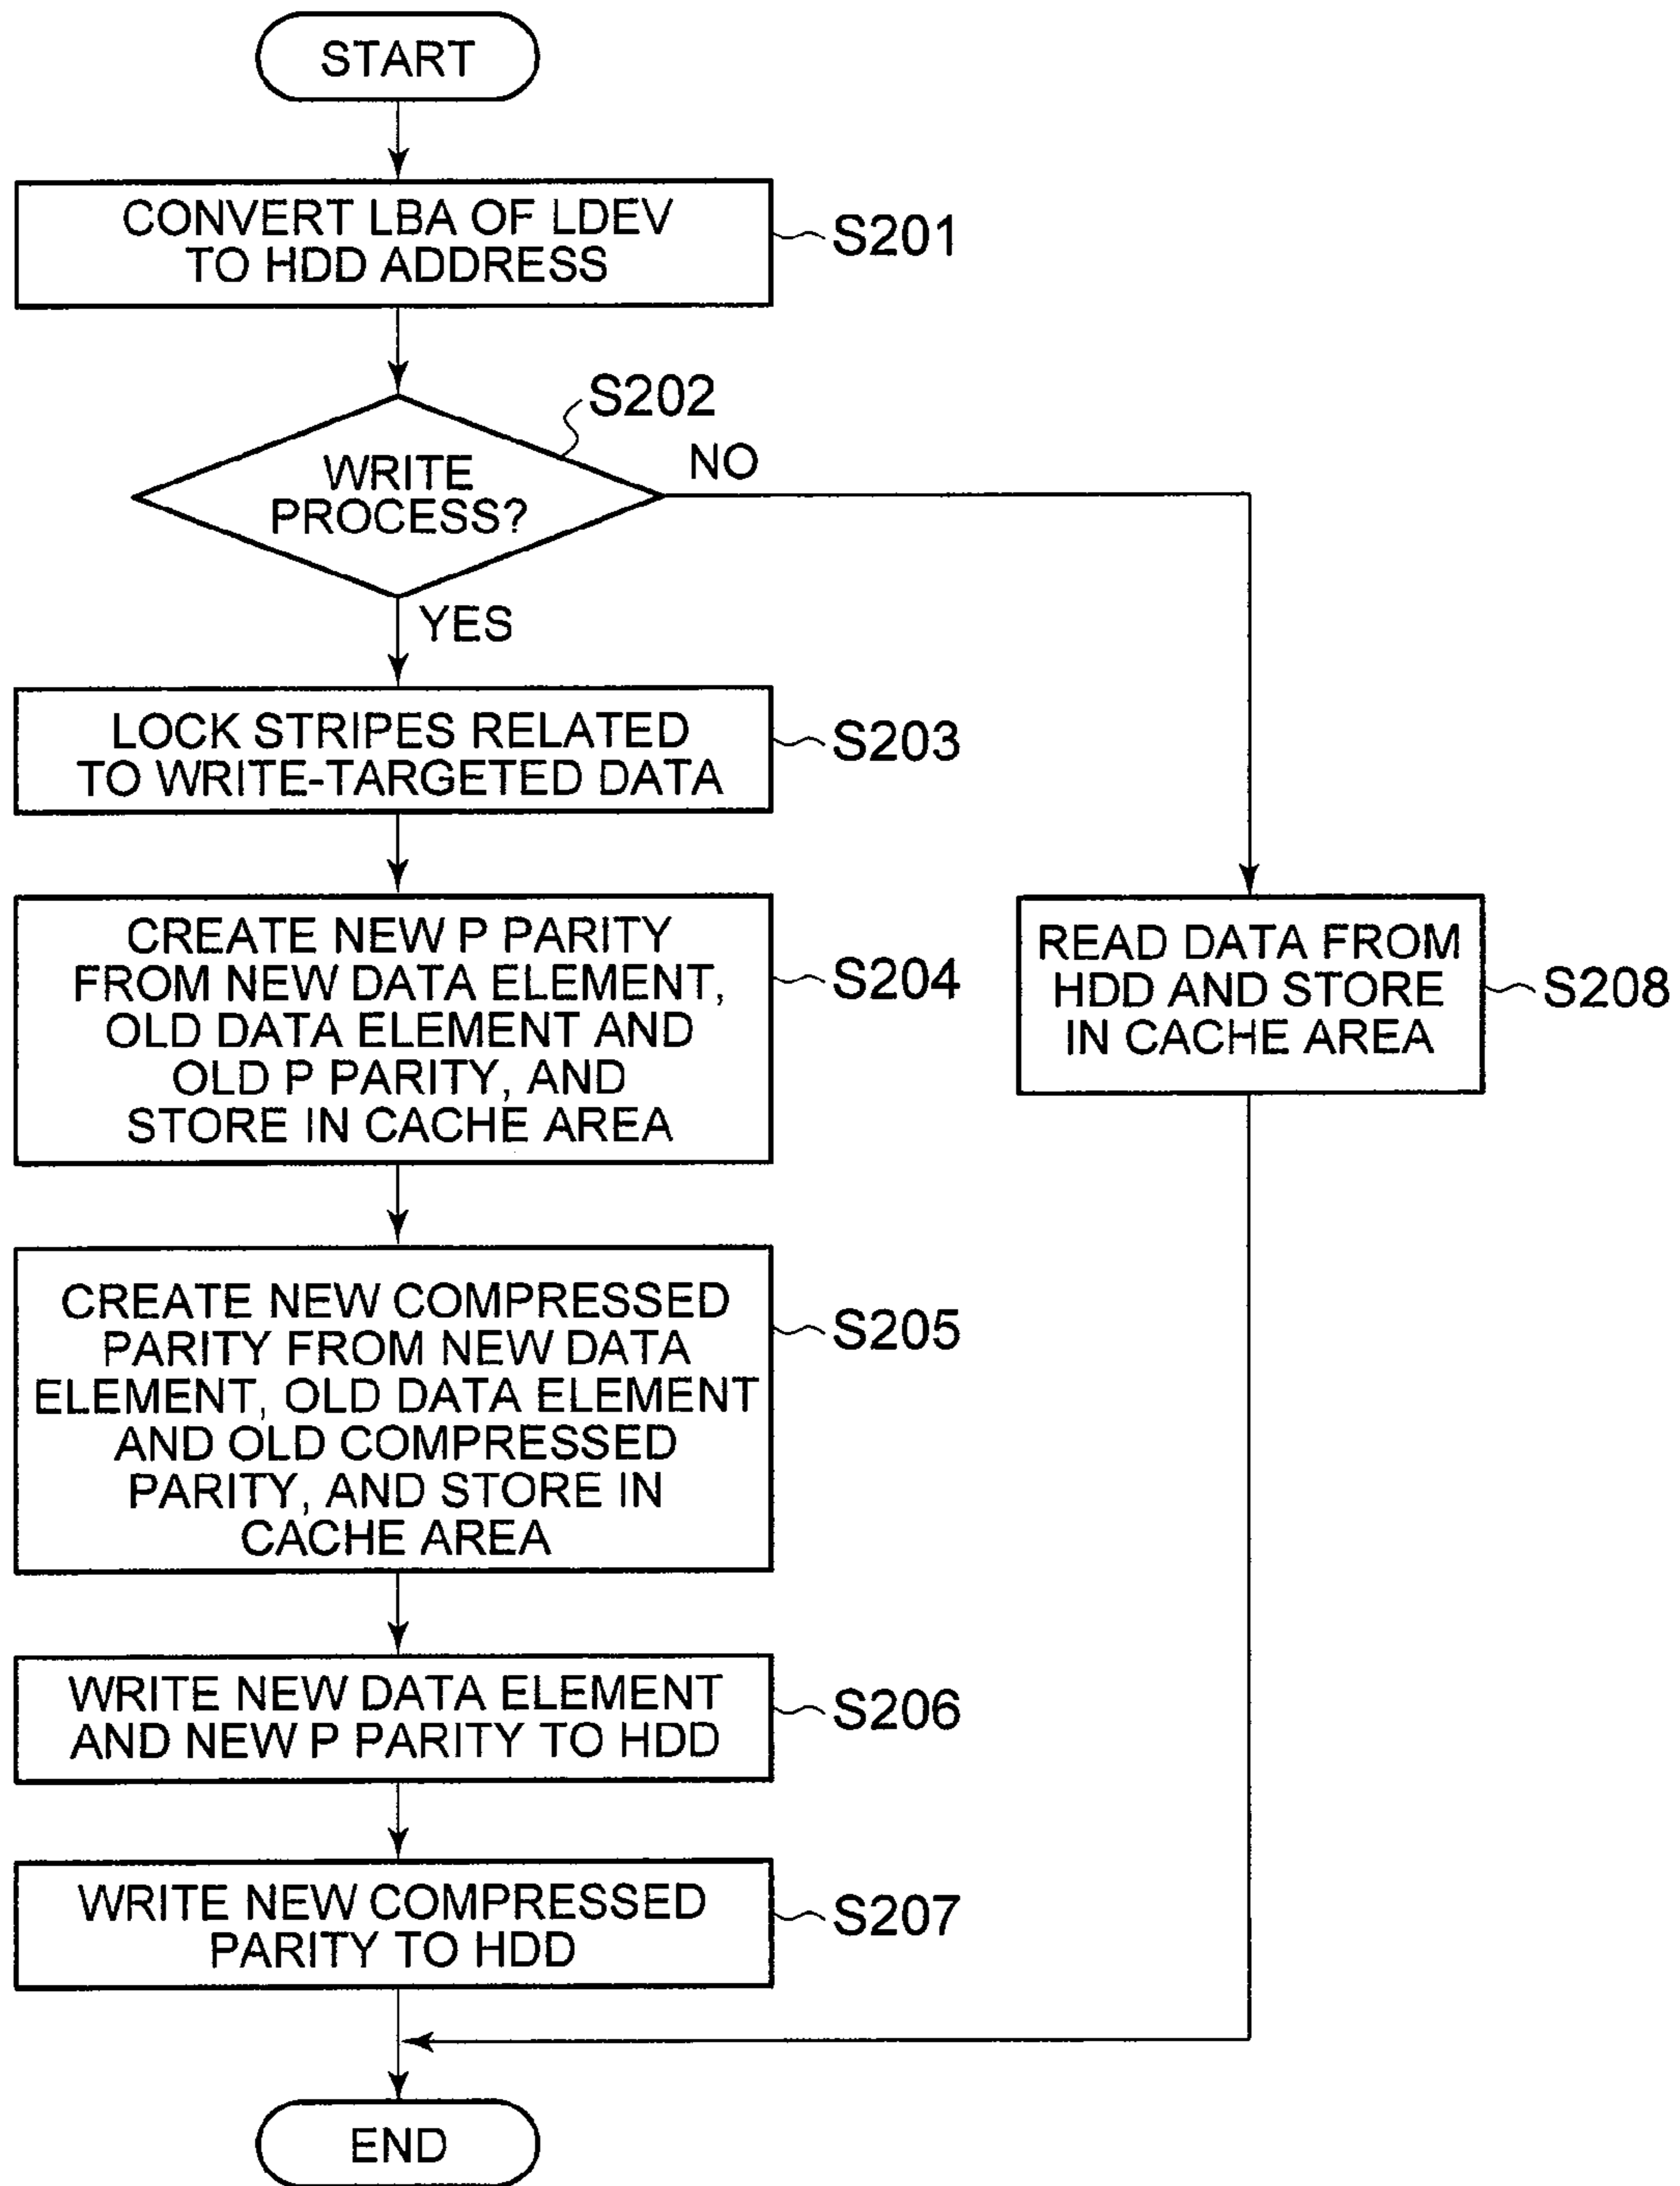 START
CONVERT LBA OF LDEV
TO HDD ADDRESS
S201
S202
WRITE
PROCESS?
NO
YES
LOCK STRIPES RELATED
TO WRITE-TARGETED DATA
S203
CREATE NEW P PARITY
FROM NEW DATA ELEMENT,
OLD DATA ELEMENT AND
OLD P PARITY, AND
STORE IN CACHE AREA
S204
READ DATA FROM
HDD AND STORE
IN CACHE AREA
S208
CREATE NEW COMPRESSED
PARITY FROM NEW DATA
ELEMENT, OLD DATA ELEMENT
AND OLD COMPRESSED
PARITY, AND STORE IN
CACHE AREA
S205
WRITE NEW DATA ELEMENT
AND NEW P PARITY TO HDD
S206
WRITE NEW COMPRESSED
PARITY TO HDD
S207
END